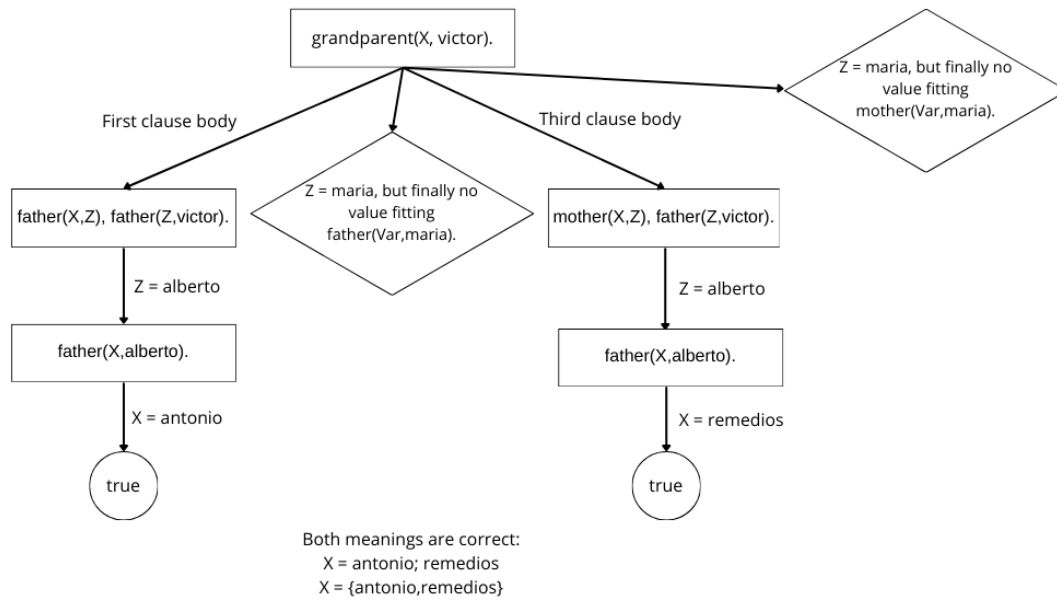 grandparent(X, victor).
Z = maria, but finally no
value fitting
mother(Var,maria).
First clause body
Third clause body
father(X,Z), father(Z,victor).
Z = maria, but finally no
value fitting
father(Var,maria).
mother(X,Z), father(Z,victor).
Z = alberto
Z = alberto
father(X,alberto).
father(X,alberto).
X = antonio
X = remedios
true
true
Both meanings are correct:
X = antonio; remedios
X = {antonio,remedios}